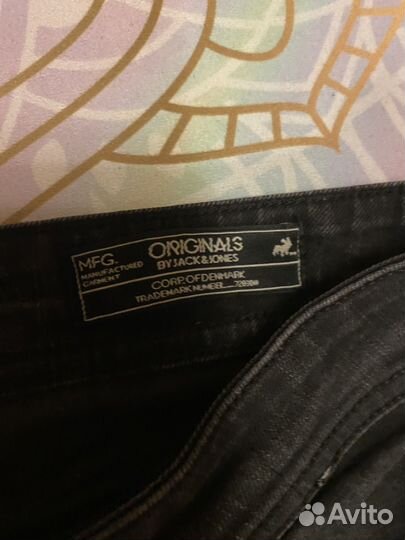 MFG.
MANUFACTURED
GARMENT
ORIGINALS
BY JACK & JONES
CORP. OF DENMARK
TRADEMARK NUMBER
Avito